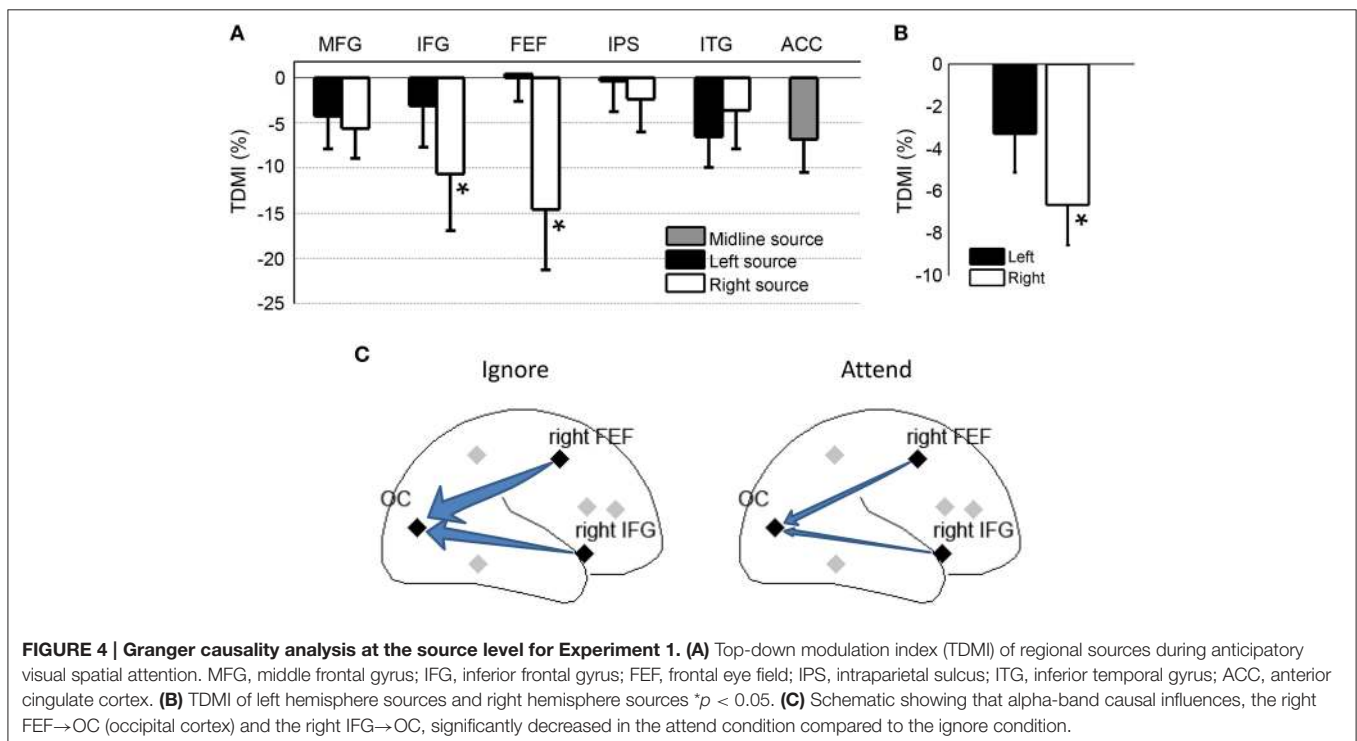 A
MFG IFG FEF IPS ITG ACC
TDMI (%)
0
-5
-10
-15
-20
-25
*
*
Midline source
Left source
Right source
B
TDMI (%)
0
-2
-4
-6
-8
-10
*
Left
Right
C
Ignore
right FEF
OC
right IFG
Attend
right FEF
OC
right IFG
FIGURE 4 | Granger causality analysis at the source level for Experiment 1. (A) Top-down modulation index (TDMI) of regional sources during anticipatory
visual spatial attention. MFG, middle frontal gyrus; IFG, inferior frontal gyrus; FEF, frontal eye field; IPS, intraparietal sulcus; ITG, inferior temporal gyrus; ACC, anterior
cingulate cortex. (B) TDMI of left hemisphere sources and right hemisphere sources *p < 0.05. (C) Schematic showing that alpha-band causal influences, the right
FEF→OC (occipital cortex) and the right IFG→OC, significantly decreased in the attend condition compared to the ignore condition.